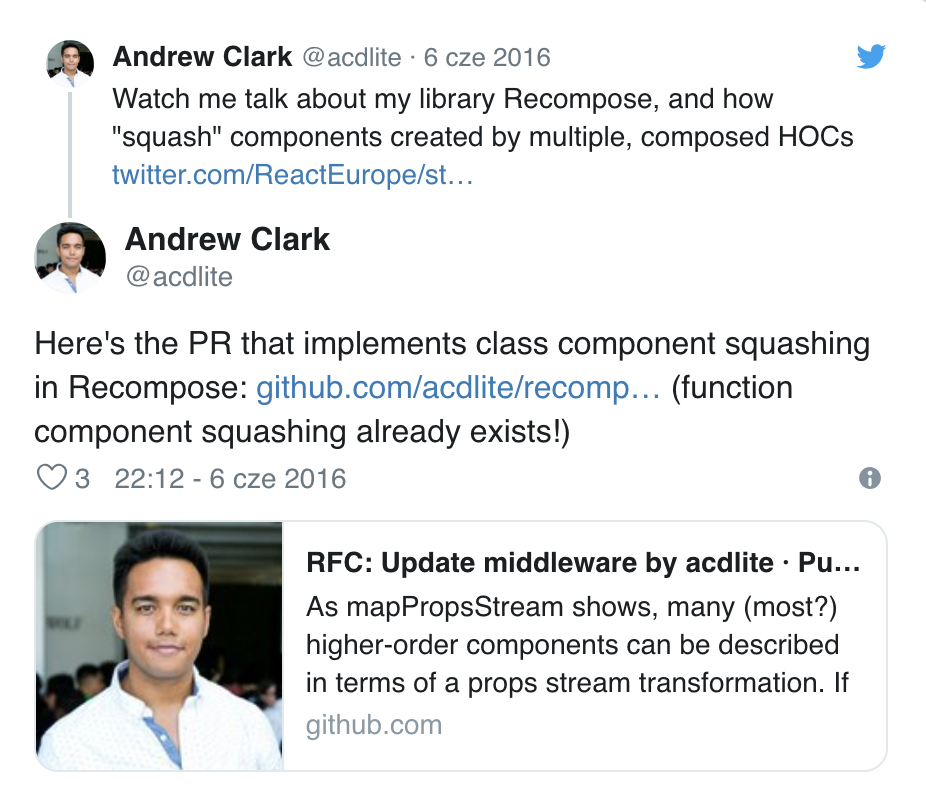 Andrew Clark @acdlite · 6 cze 2016
Watch me talk about my library Recompose, and how
"squash" components created by multiple, composed HOCs
twitter.com/ReactEurope/st…
Andrew Clark
@acdlite
Here's the PR that implements class component squashing
in Recompose: github.com/acdlite/recomp… (function
component squashing already exists!)
3 22:12 - 6 cze 2016
RFC: Update middleware by acdlite · Pu…
As mapPropsStream shows, many (most?)
higher-order components can be described
in terms of a props stream transformation. If
github.com